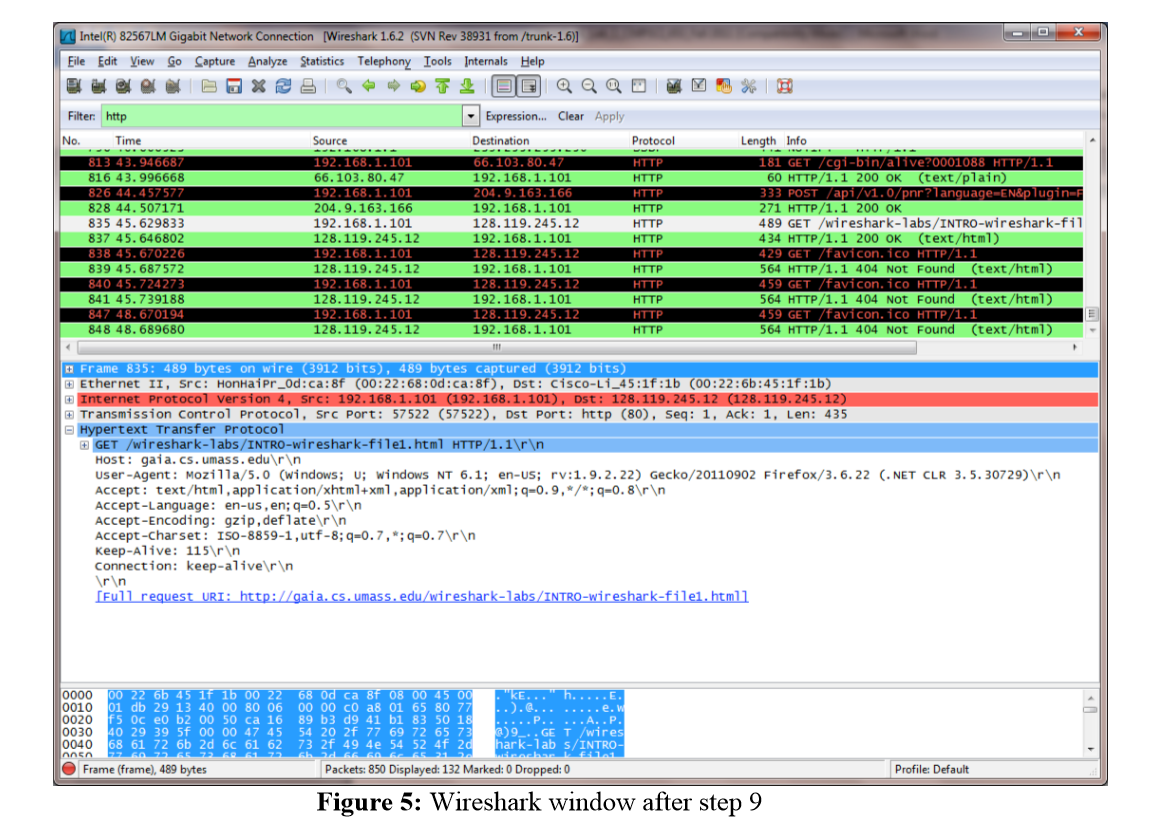 Intel(R) 82567LM Gigabit Network Connection [Wireshark 1.6.2 (SVN Rev 38931 from /trunk-1.6)]
File Edit View Go Capture Analyze Statistics Telephony Tools Internals Help
Filter: http Expression... Clear Apply
No. Time Source Destination Protocol Length Info
813 43.946687 192.168.1.101 66.103.80.47 HTTP 181 GET /cgi-bin/alive?0001088 HTTP/1.1
816 43.996668 66.103.80.47 192.168.1.101 HTTP 60 HTTP/1.1 200 OK (text/plain)
826 44.457577 192.168.1.101 204.9.163.166 HTTP 333 POST /api/v1.0/pnr?language=EN&plugin=F
828 44.507171 204.9.163.166 192.168.1.101 HTTP 271 HTTP/1.1 200 OK
835 45.629833 192.168.1.101 128.119.245.12 HTTP 489 GET /wireshark-labs/INTRO-wireshark-fil
837 45.646802 128.119.245.12 192.168.1.101 HTTP 434 HTTP/1.1 200 OK (text/html)
838 45.670226 192.168.1.101 128.119.245.12 HTTP 429 GET /favicon.ico HTTP/1.1
839 45.687572 128.119.245.12 192.168.1.101 HTTP 564 HTTP/1.1 404 Not Found (text/html)
840 45.724273 192.168.1.101 128.119.245.12 HTTP 459 GET /favicon.ico HTTP/1.1
841 45.739188 128.119.245.12 192.168.1.101 HTTP 564 HTTP/1.1 404 Not Found (text/html)
847 48.670194 192.168.1.101 128.119.245.12 HTTP 459 GET /favicon.ico HTTP/1.1
848 48.689680 128.119.245.12 192.168.1.101 HTTP 564 HTTP/1.1 404 Not Found (text/html)
Frame 835: 489 bytes on wire (3912 bits), 489 bytes captured (3912 bits)
Ethernet II, Src: HonHaiPr_0d:ca:8f (00:22:68:0d:ca:8f), Dst: Cisco-Li_45:1f:1b (00:22:6b:45:1f:1b)
Internet Protocol Version 4, Src: 192.168.1.101 (192.168.1.101), Dst: 128.119.245.12 (128.119.245.12)
Transmission Control Protocol, Src Port: 57522 (57522), Dst Port: http (80), Seq: 1, Ack: 1, Len: 435
Hypertext Transfer Protocol
GET /wireshark-labs/INTRO-wireshark-file1.html HTTP/1.1\r\n
Host: gaia.cs.umass.edu\r\n
User-Agent: Mozilla/5.0 (Windows; U; Windows NT 6.1; en-US; rv:1.9.2.22) Gecko/20110902 Firefox/3.6.22 (.NET CLR 3.5.30729)\r\n
Accept: text/html,application/xhtml+xml,application/xml;q=0.9,*/*;q=0.8\r\n
Accept-Language: en-us,en;q=0.5\r\n
Accept-Encoding: gzip,deflate\r\n
Accept-Charset: ISO-8859-1,utf-8;q=0.7,*;q=0.7\r\n
Keep-Alive: 115\r\n
Connection: keep-alive\r\n
\r\n
[Full request URI: http://gaia.cs.umass.edu/wireshark-labs/INTRO-wireshark-file1.html]
0000 00 22 6b 45 1f 1b 00 22 68 0d ca 8f 08 00 45 00 ."kE..." h.....E.
0010 01 db 29 13 40 00 80 06 00 00 c0 a8 01 65 80 77 ..).@... .....e.w
0020 f5 0c e0 b2 00 50 ca 16 89 b3 d9 41 b1 83 50 18 .....P.. ...A..P.
0030 40 29 39 5f 00 00 47 45 54 20 2f 77 69 72 65 73 @)9_..GE T /wires
0040 68 61 72 6b 2d 6c 61 62 73 2f 49 4e 54 52 4f 2d hark-lab s/INTRO-
Frame (frame), 489 bytes Packets: 850 Displayed: 132 Marked: 0 Dropped: 0 Profile: Default
Figure 5: Wireshark window after step 9